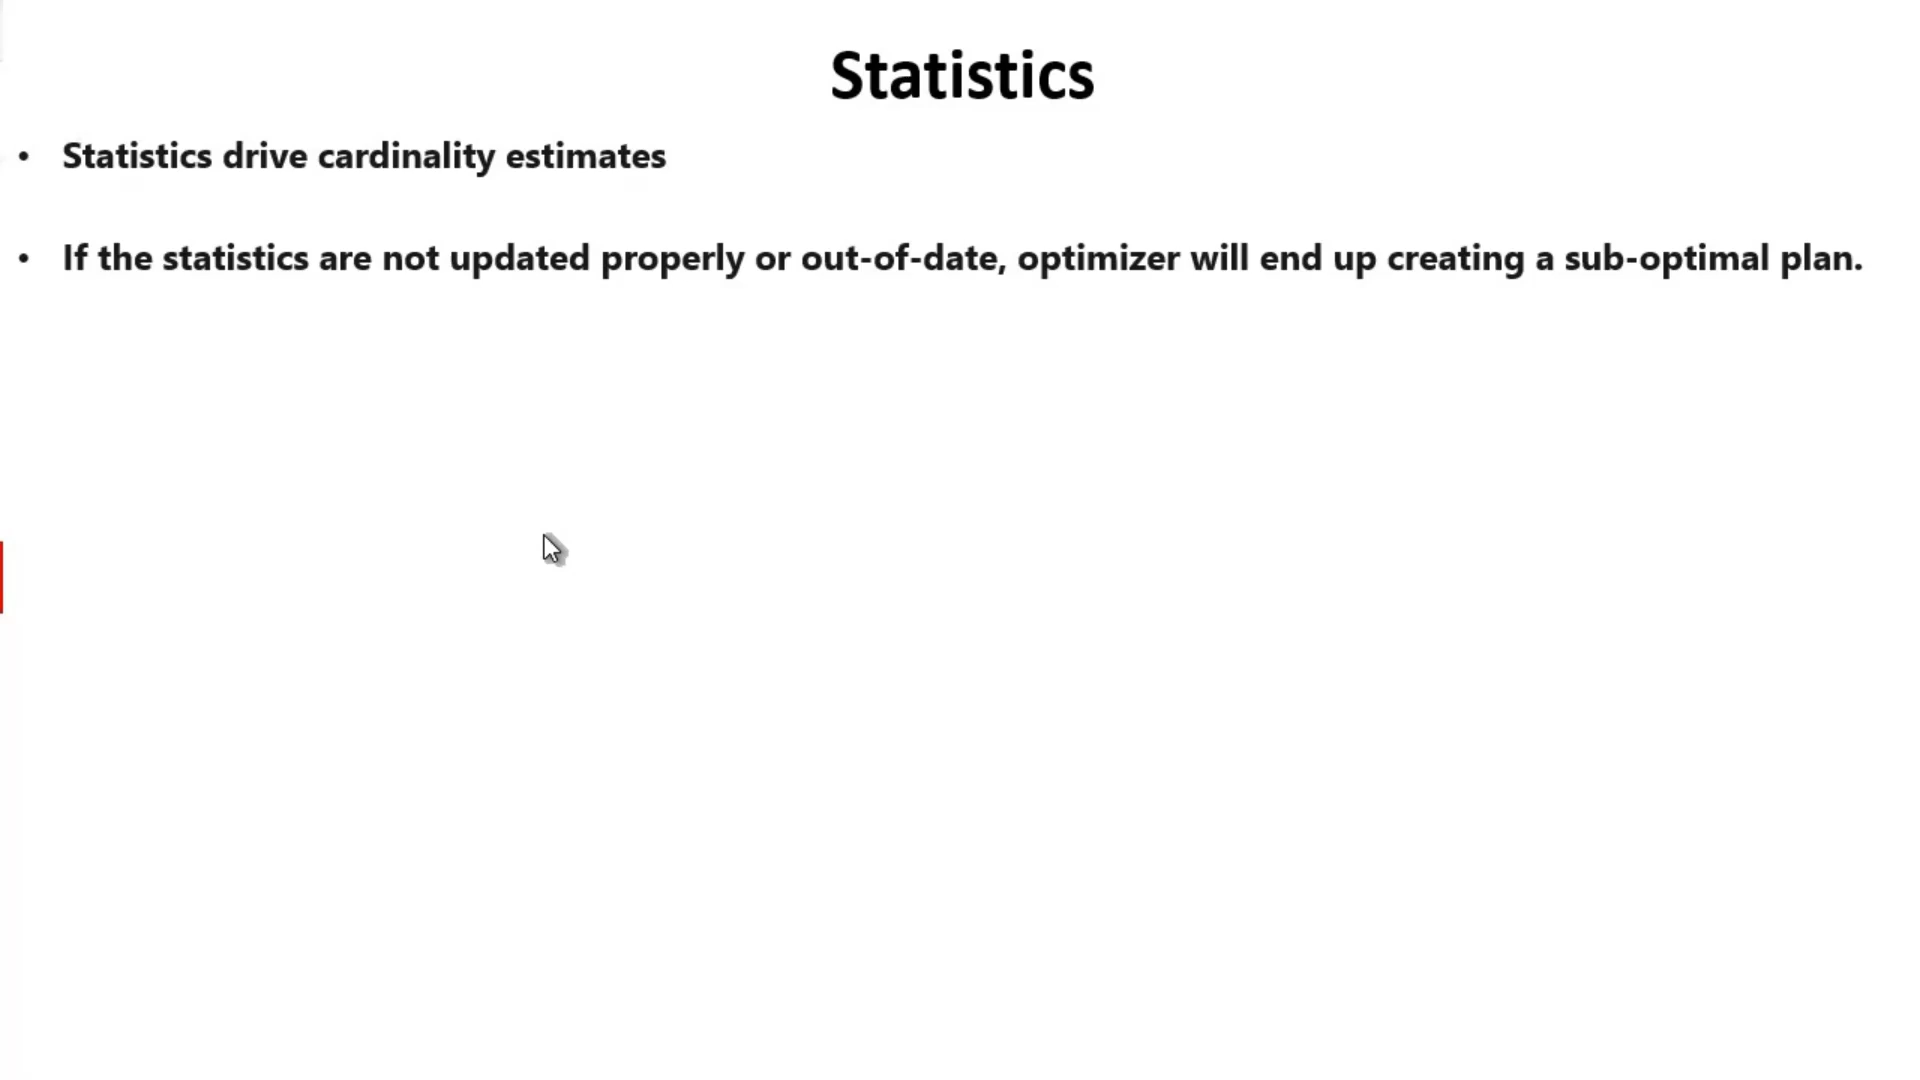 Statistics
• Statistics drive cardinality estimates
• If the statistics are not updated properly or out-of-date, optimizer will end up creating a sub-optimal plan.